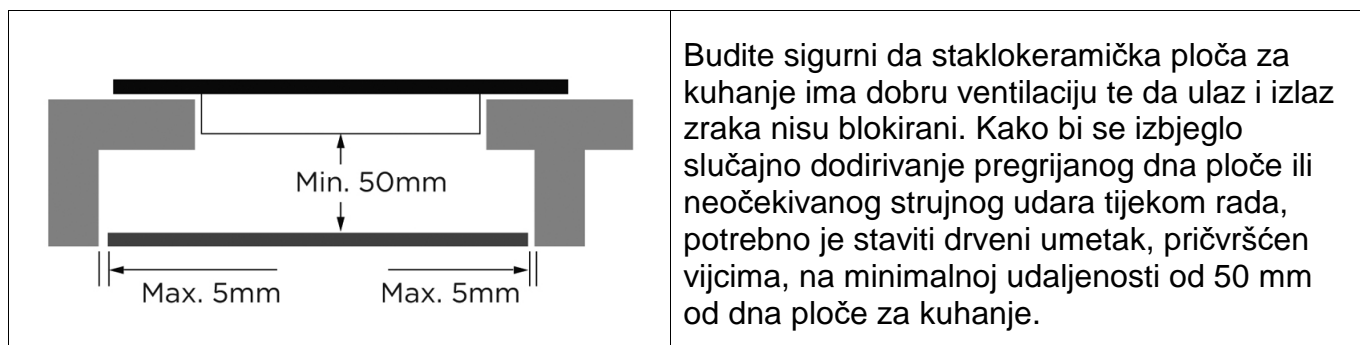 Min. 50mm
Max. 5mm
Max. 5mm
Budite sigurni da staklokeramička ploča za
kuhanje ima dobru ventilaciju te da ulaz i izlaz
zraka nisu blokirani. Kako bi se izbjeglo
slučajno dodirivanje pregrijanog dna ploče ili
neočekivanog strujnog udara tijekom rada,
potrebno je staviti drveni umetak, pričvršćen
vijcima, na minimalnoj udaljenosti od 50 mm
od dna ploče za kuhanje.